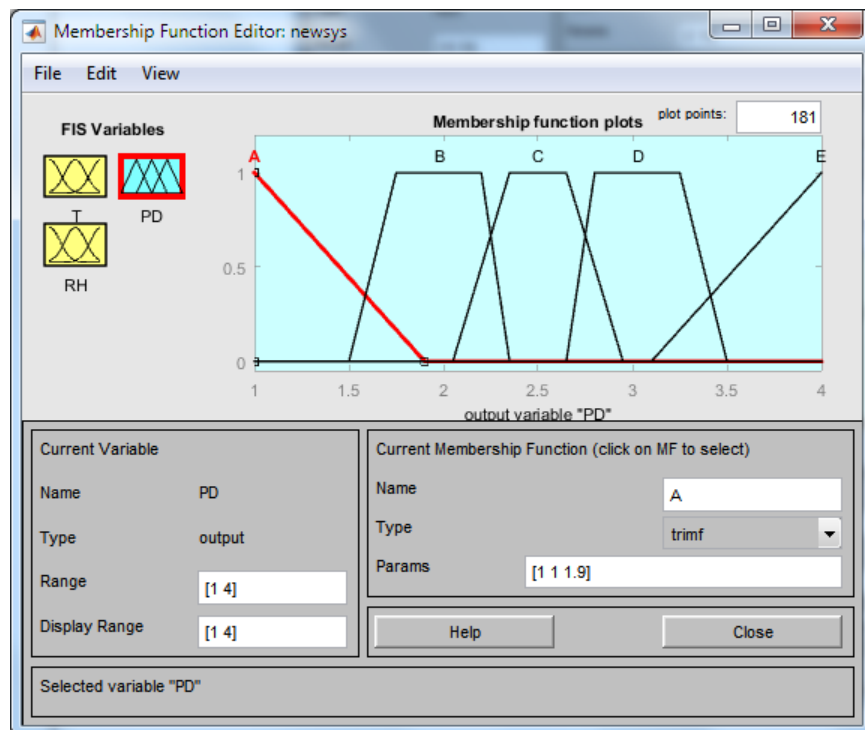 Membership Function Editor: newsys
File Edit View
FIS Variables
T
PD
RH
Membership function plots
plot points: 181
A B C D E
1
0.5
0
1 1.5 2 2.5 3 3.5 4
output variable "PD"
Current Variable
Name PD
Type output
Range [1 4]
Display Range [1 4]
Current Membership Function (click on MF to select)
Name A
Type trimf
Params [1 1 1.9]
Help Close
Selected variable "PD"